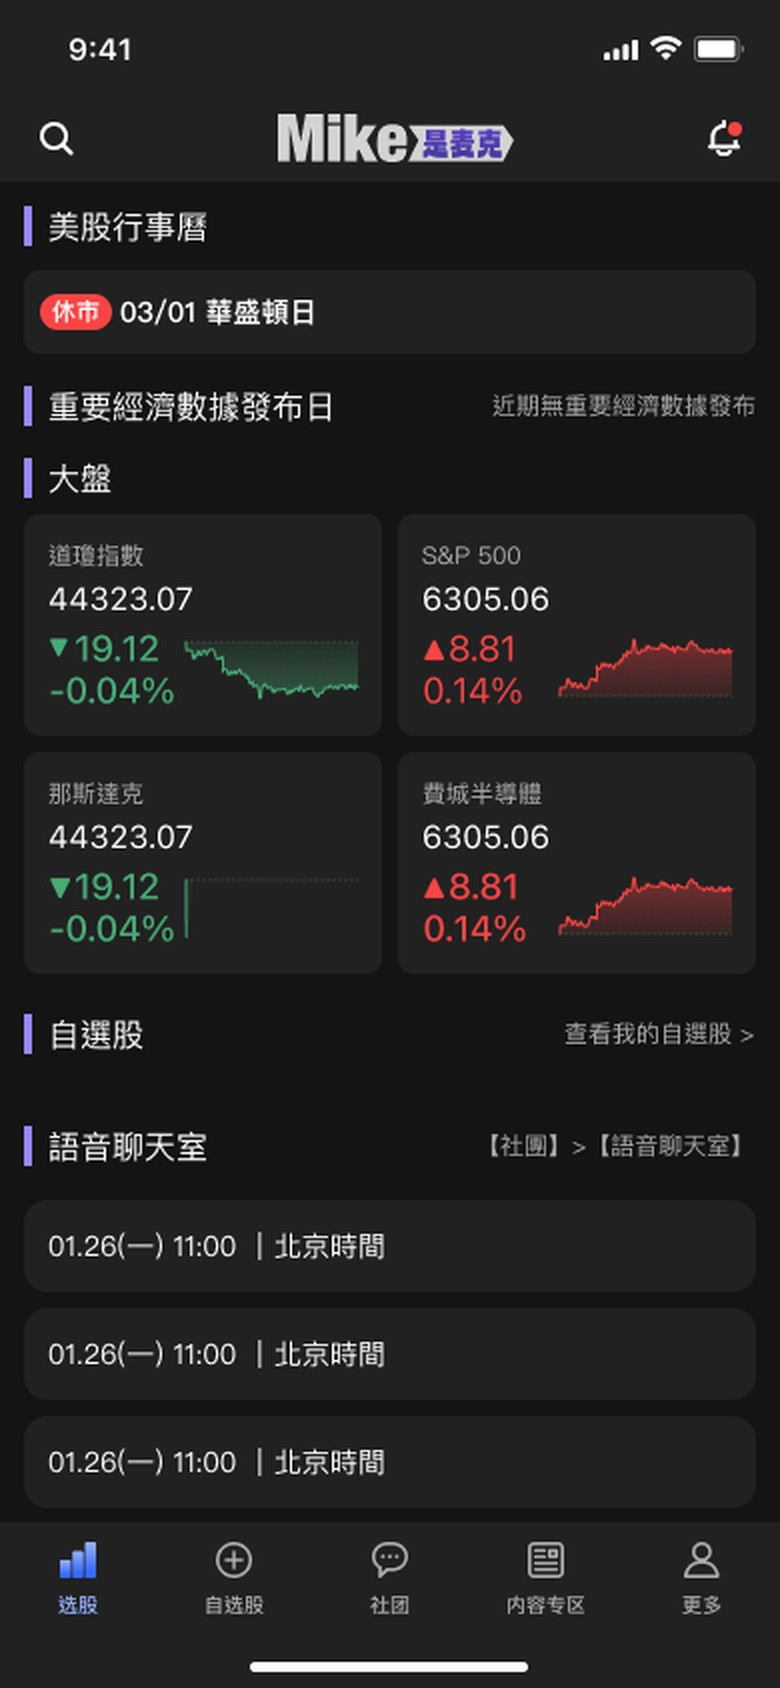 9:41
Mike是麦克
美股行事曆
休市 03/01 華盛頓日
重要經濟數據發布日 近期無重要經濟數據發布
大盤
道瓊指數
44323.07
▼19.12
-0.04%
S&P 500
6305.06
▲8.81
0.14%
那斯達克
44323.07
▼19.12
-0.04%
費城半導體
6305.06
▲8.81
0.14%
自選股 查看我的自選股 >
語音聊天室 【社團】>【語音聊天室】
01.26(一) 11:00 | 北京時間
01.26(一) 11:00 | 北京時間
01.26(一) 11:00 | 北京時間
选股 自选股 社团 内容专区 更多